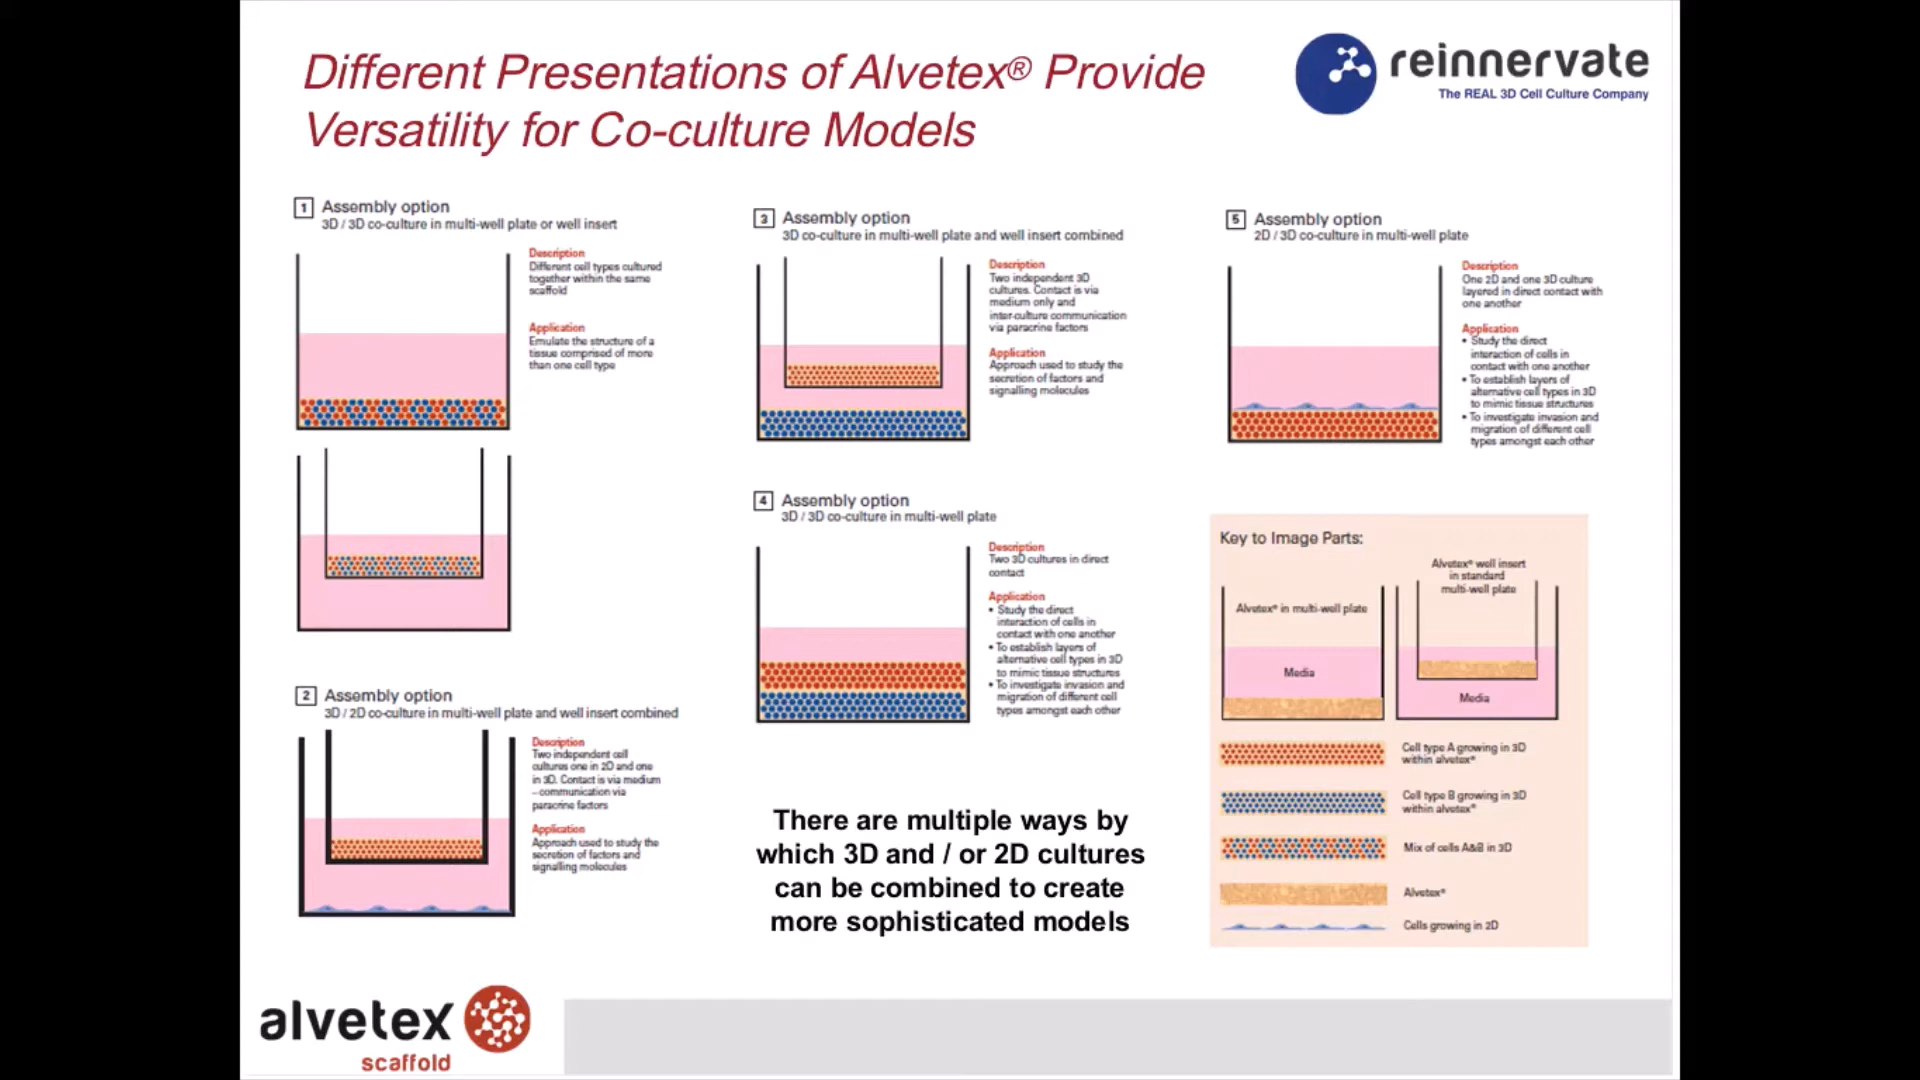 Different Presentations of Alvetex® Provide
Versatility for Co-culture Models
reinnervate
The REAL 3D Cell Culture Company
1 Assembly option
3D / 3D co-culture in multi-well plate or well insert
Description
Different cell types cultured
together within the same
scaffold
Application
Emulate the structure of a
tissue comprised of more
than one cell type
2 Assembly option
3D / 2D co-culture in multi-well plate and well insert combined
Description
Two independent cell
cultures one in 2D and one
in 3D. Contact is via medium
– communication via
paracrine factors
Application
Approach used to study the
secretion of factors and
signalling molecules
3 Assembly option
3D co-culture in multi-well plate and well insert combined
Description
Two independent 3D
cultures. Contact is via
medium only and
inter-culture communication
via paracrine factors
Application
Approach used to study the
secretion of factors and
signalling molecules
4 Assembly option
3D / 3D co-culture in multi-well plate
Description
Two 3D cultures in direct
contact
Application
• Study the direct
interaction of cells in
contact with one another
• To establish layers of
alternative cell types in 3D
to mimic tissue structures
• To investigate invasion and
migration of different cell
types amongst each other
There are multiple ways by
which 3D and / or 2D cultures
can be combined to create
more sophisticated models
5 Assembly option
2D / 3D co-culture in multi-well plate
Description
One 2D and one 3D culture
layered in direct contact with
one another
Application
• Study the direct
interaction of cells in
contact with one another
• To establish layers of
alternative cell types in 3D
to mimic tissue structures
• To investigate invasion and
migration of different cell
types amongst each other
Key to Image Parts:
Alvetex® in multi-well plate
Media
Alvetex® well insert
in standard
multi-well plate
Media
Cell type A growing in 3D
within alvetex®
Cell type B growing in 3D
within alvetex®
Mix of cells A&B in 3D
Alvetex®
Cells growing in 2D
alvetex
scaffold